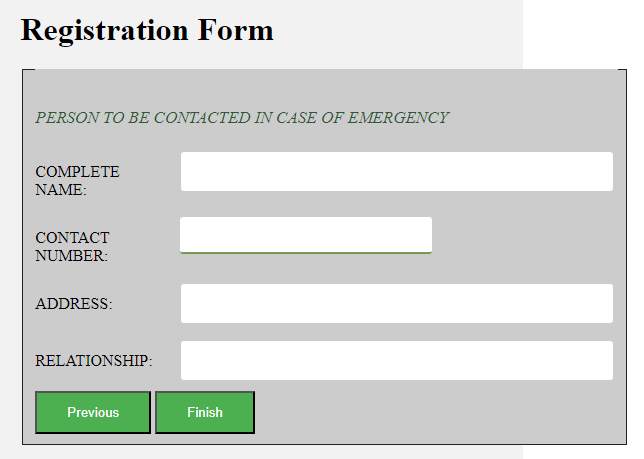 Registration Form
PERSON TO BE CONTACTED IN CASE OF EMERGENCY
COMPLETE
NAME:
CONTACT
NUMBER:
ADDRESS:
RELATIONSHIP:
Previous Finish